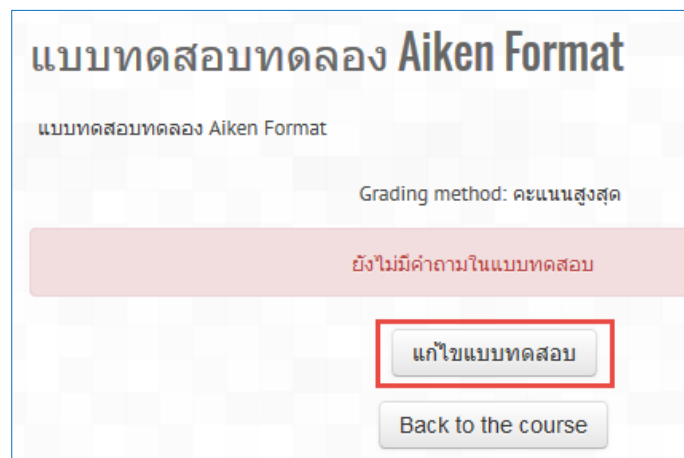 แบบทดสอบทดลอง Aiken Format
แบบทดสอบทดลอง Aiken Format
Grading method: คะแนนสูงสุด
ยังไม่มีคำถามในแบบทดสอบ
แก้ไขแบบทดสอบ
Back to the course